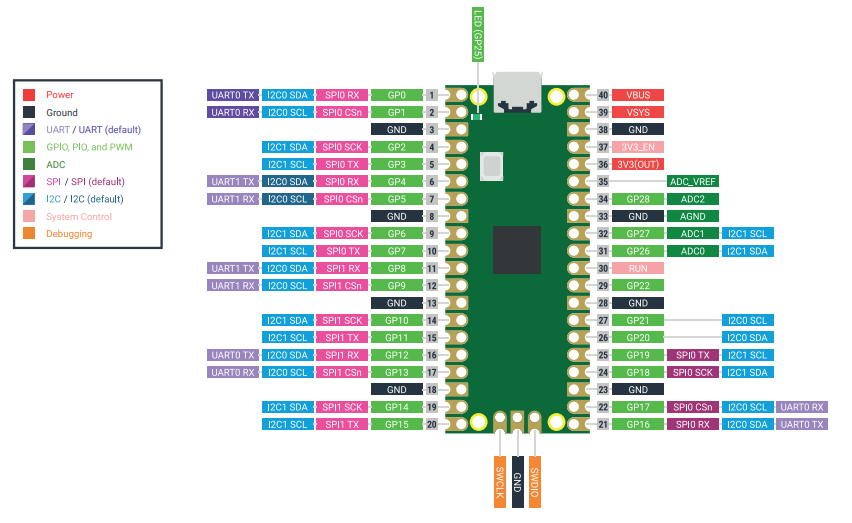 LED (GP25)
Power
Ground
UART / UART (default)
GPIO, PIO, and PWM
ADC
SPI / SPI (default)
I2C / I2C (default)
System Control
Debugging
UART0 TX I2C0 SDA SPI0 RX GP0 1
UART0 RX I2C0 SCL SPI0 CSn GP1 2
GND 3
I2C1 SDA SPI0 SCK GP2 4
I2C1 SCL SPI0 TX GP3 5
UART1 TX I2C0 SDA SPI0 RX GP4 6
UART1 RX I2C0 SCL SPI0 CSn GP5 7
GND 8
I2C1 SDA SPI0 SCK GP6 9
I2C1 SCL SPI0 TX GP7 10
UART1 TX I2C0 SDA SPI1 RX GP8 11
UART1 RX I2C0 SCL SPI1 CSn GP9 12
GND 13
I2C1 SDA SPI1 SCK GP10 14
I2C1 SCL SPI1 TX GP11 15
UART0 TX I2C0 SDA SPI1 RX GP12 16
UART0 RX I2C0 SCL SPI1 CSn GP13 17
GND 18
I2C1 SDA SPI1 SCK GP14 19
I2C1 SCL SPI1 TX GP15 20
40 VBUS
39 VSYS
38 GND
37 3V3_EN
36 3V3(OUT)
35 ADC_VREF
34 GP28 ADC2
33 GND AGND
32 GP27 ADC1 I2C1 SCL
31 GP26 ADC0 I2C1 SDA
30 RUN
29 GP22
28 GND
27 GP21 I2C0 SCL
26 GP20 I2C0 SDA
25 GP19 SPI0 TX I2C1 SCL
24 GP18 SPI0 SCK I2C1 SDA
23 GND
22 GP17 SPI0 CSn I2C0 SCL UART0 RX
21 GP16 SPI0 RX I2C0 SDA UART0 TX
SWCLK
GND
SWDIO